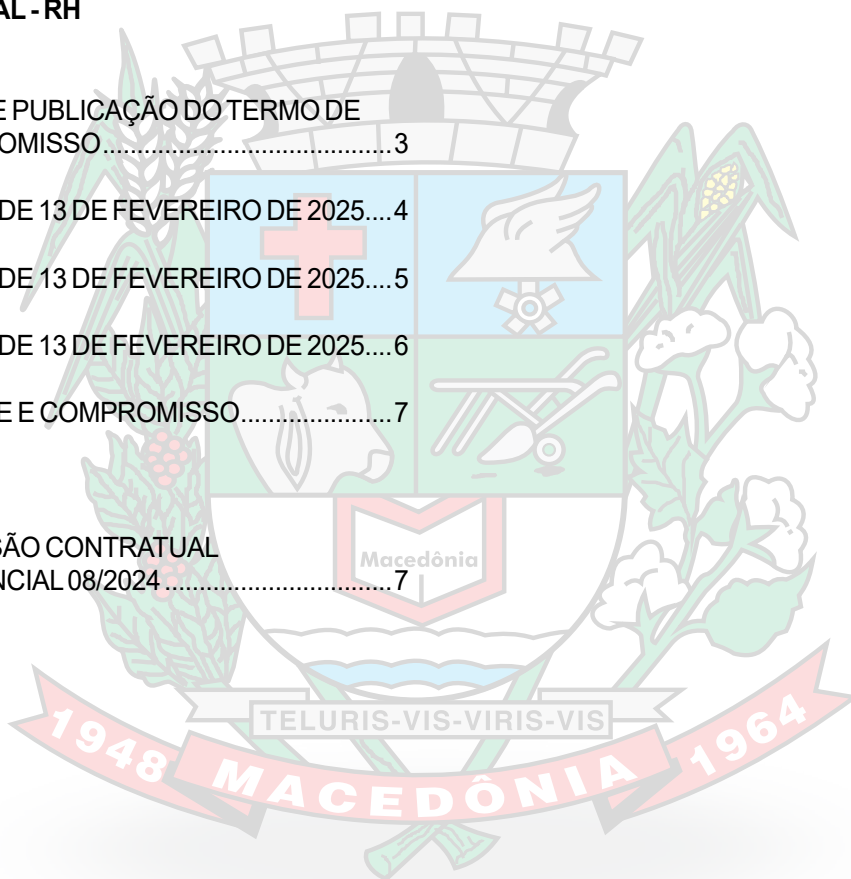 AL - RH
E PUBLICAÇÃO DO TERMO DE
OMISSO..........................................3
DE 13 DE FEVEREIRO DE 2025....4
DE 13 DE FEVEREIRO DE 2025....5
DE 13 DE FEVEREIRO DE 2025....6
E E COMPROMISSO......................7
SÃO CONTRATUAL
NCIAL 08/2024.................................7
Macedônia
TELURIS-VIS-VIRIS-VIS
1948 MACEDÔNIA 1964